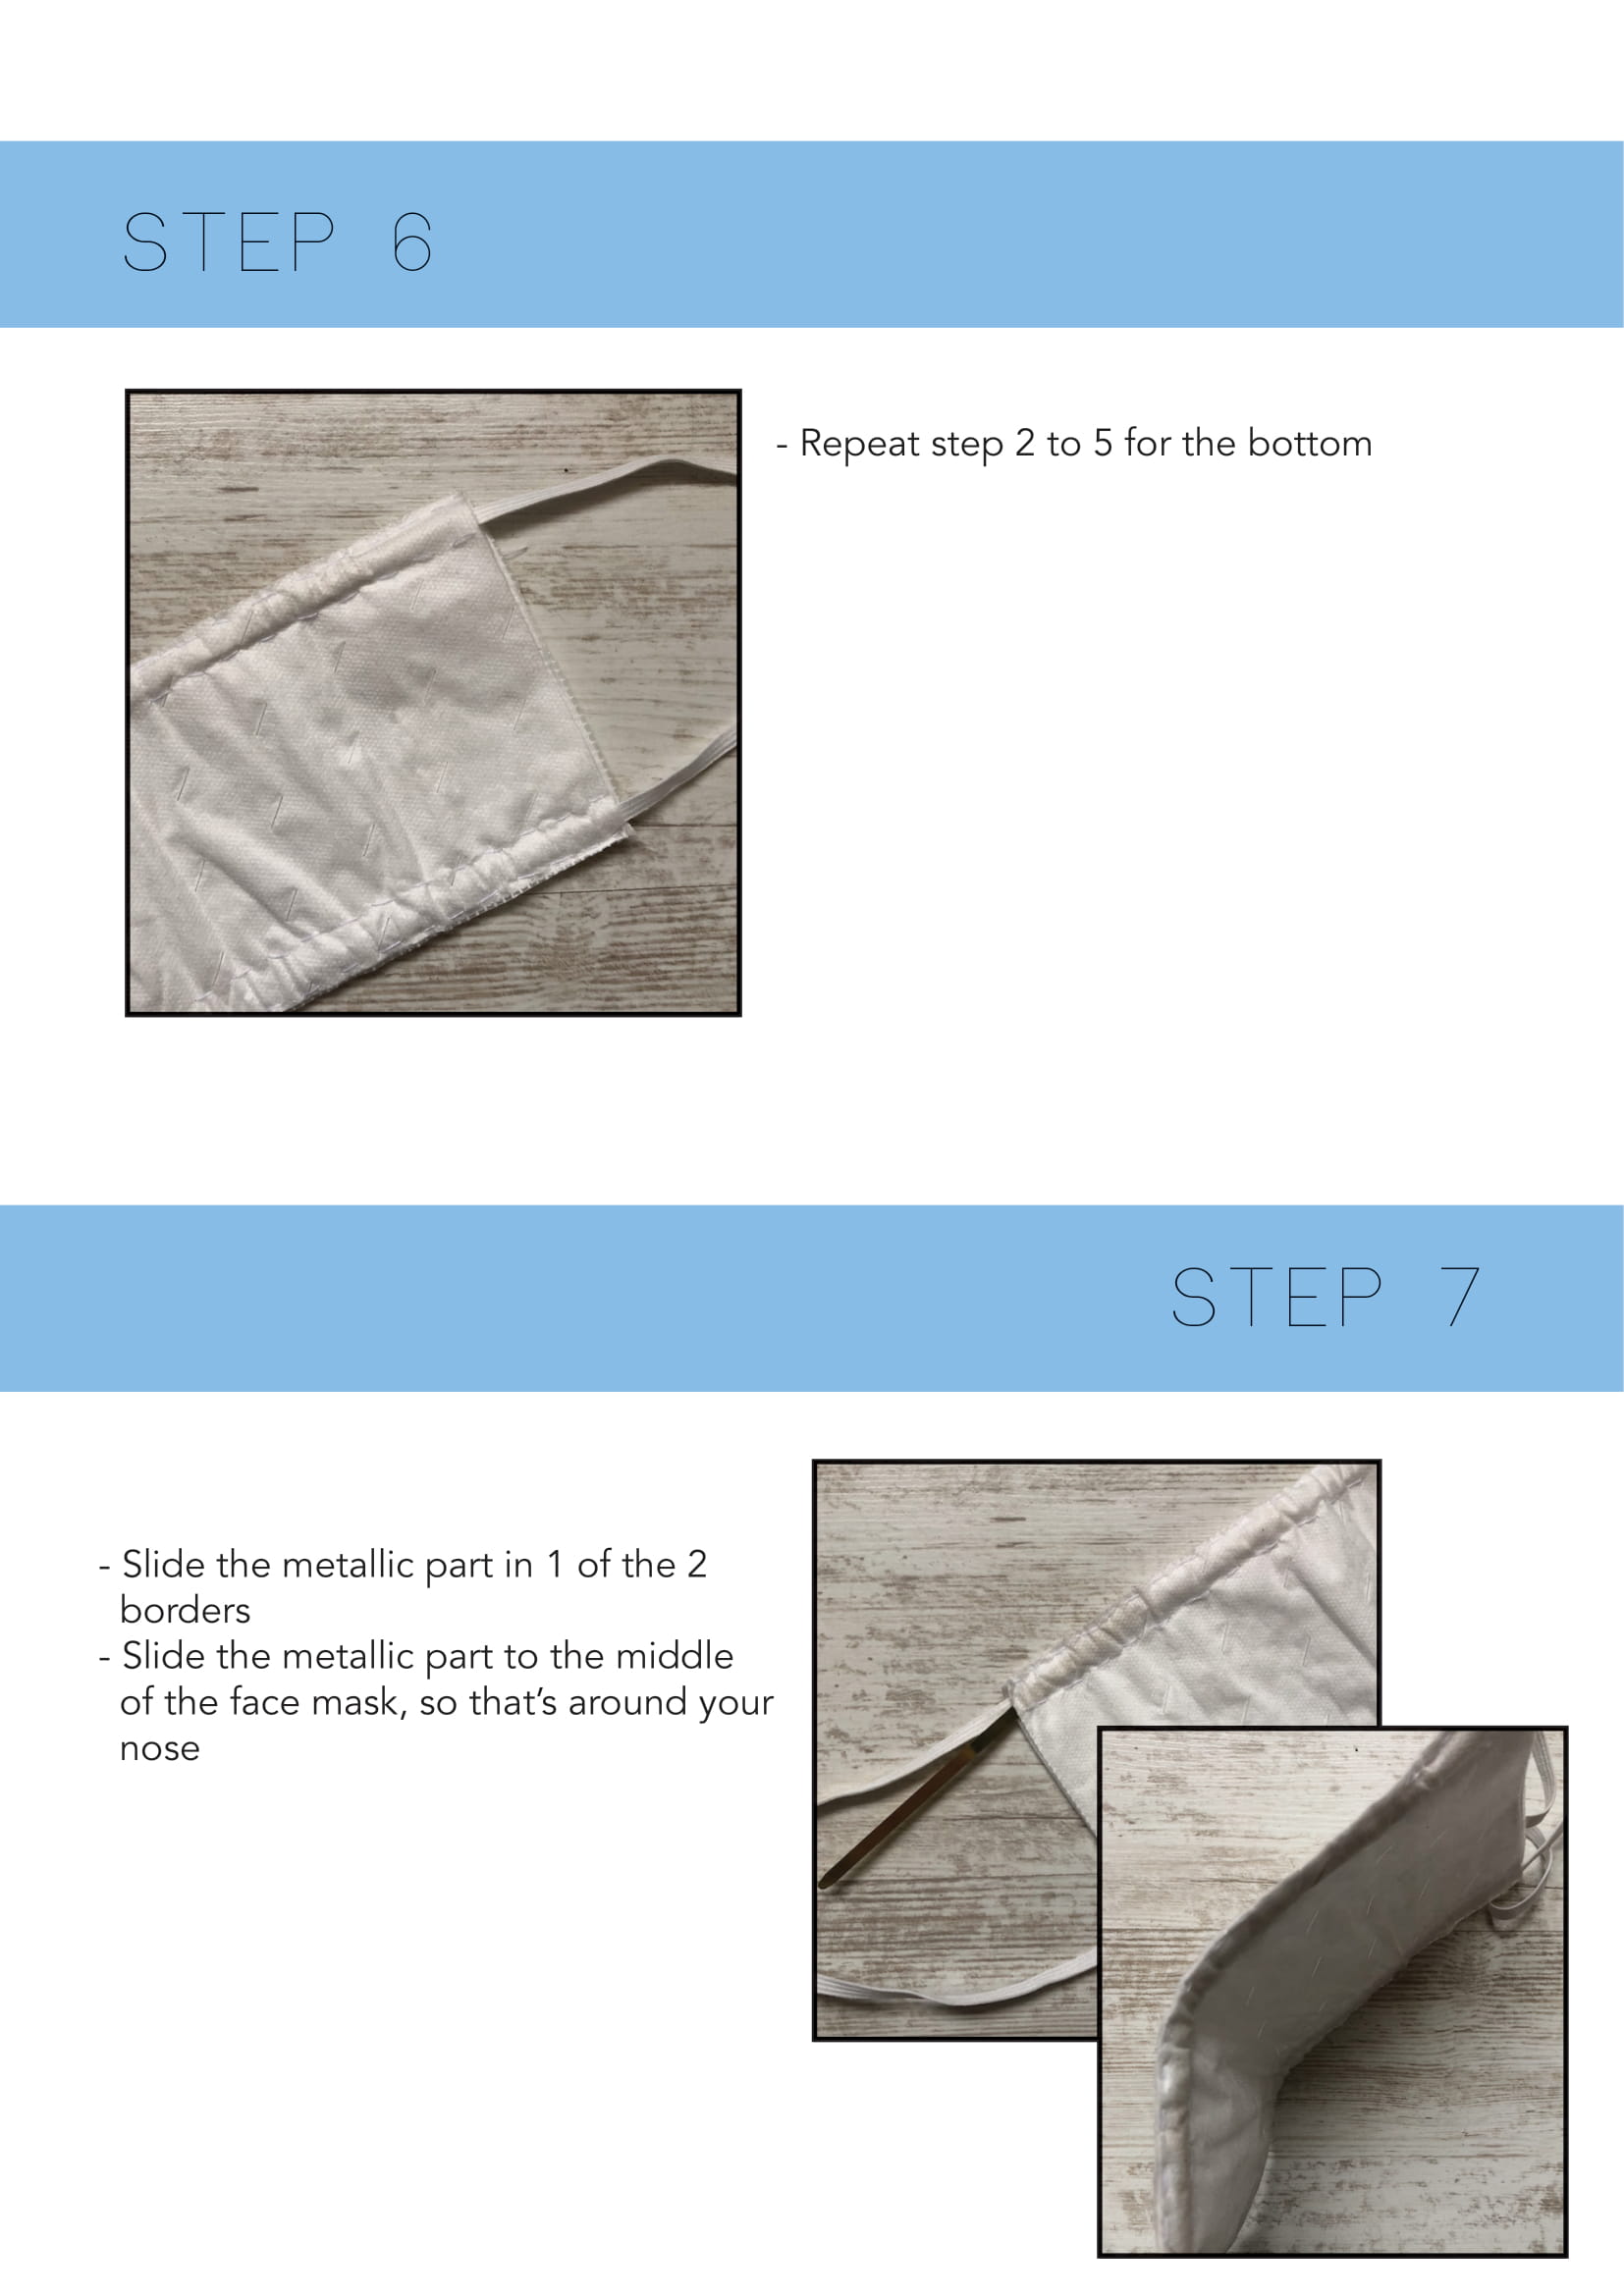 STEP 6
- Repeat step 2 to 5 for the bottom
STEP 7
- Slide the metallic part in 1 of the 2
borders
- Slide the metallic part to the middle
of the face mask, so that’s around your
nose